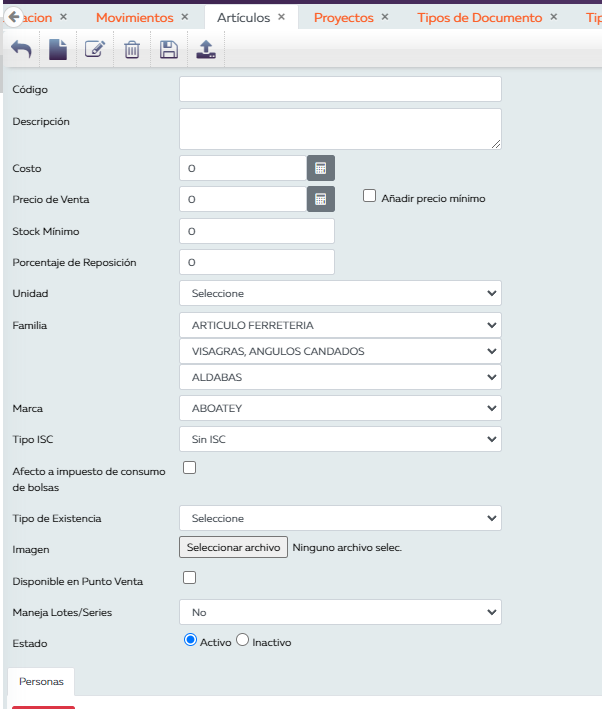 acion × Movimientos × Artículos × Proyectos × Tipos de Documento × Tip
Código
Descripción
Costo 0
Precio de Venta 0 Añadir precio mínimo
Stock Mínimo 0
Porcentaje de Reposición 0
Unidad Seleccione
Familia ARTICULO FERRETERIA
VISAGRAS, ANGULOS CANDADOS
ALDABAS
Marca ABOATEY
Tipo ISC Sin ISC
Afecto a impuesto de consumo
de bolsas
Tipo de Existencia Seleccione
Imagen Seleccionar archivo Ninguno archivo selec.
Disponible en Punto Venta
Maneja Lotes/Series No
Estado Activo Inactivo
Personas